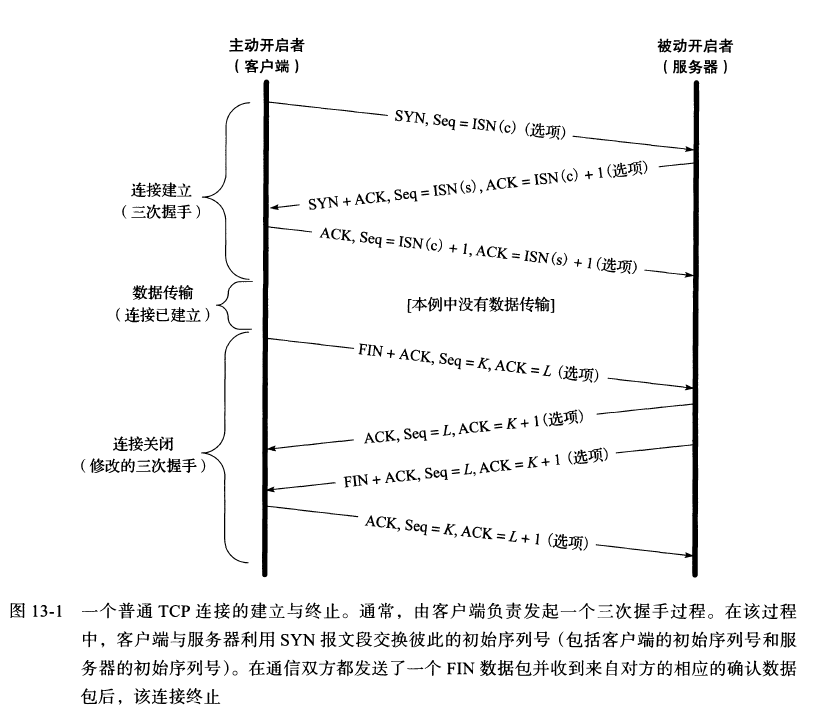 主动开启者
（客户端）
被动开启者
（服务器）
SYN, Seq = ISN(c)（选项）
SYN + ACK, Seq = ISN(s), ACK = ISN(c) + 1(选项)
连接建立
（三次握手）
ACK, Seq = ISN(c) + 1, ACK = ISN(s) + 1(选项)
数据传输
（连接已建立）
[本例中没有数据传输]
FIN + ACK, Seq = K, ACK = L (选项)
ACK, Seq = L, ACK = K + 1(选项)
连接关闭
（修改的三次握手）
FIN + ACK, Seq = L, ACK = K + 1 (选项)
ACK, Seq = K, ACK = L + 1 (选项)
图 13-1 一个普通 TCP 连接的建立与终止。通常，由客户端负责发起一个三次握手过程。在该过程
中，客户端与服务器利用 SYN 报文段交换彼此的初始序列号（包括客户端的初始序列号和服
务器的初始序列号）。在通信双方都发送了一个 FIN 数据包并收到来自对方的相应的确认数据
包后，该连接终止